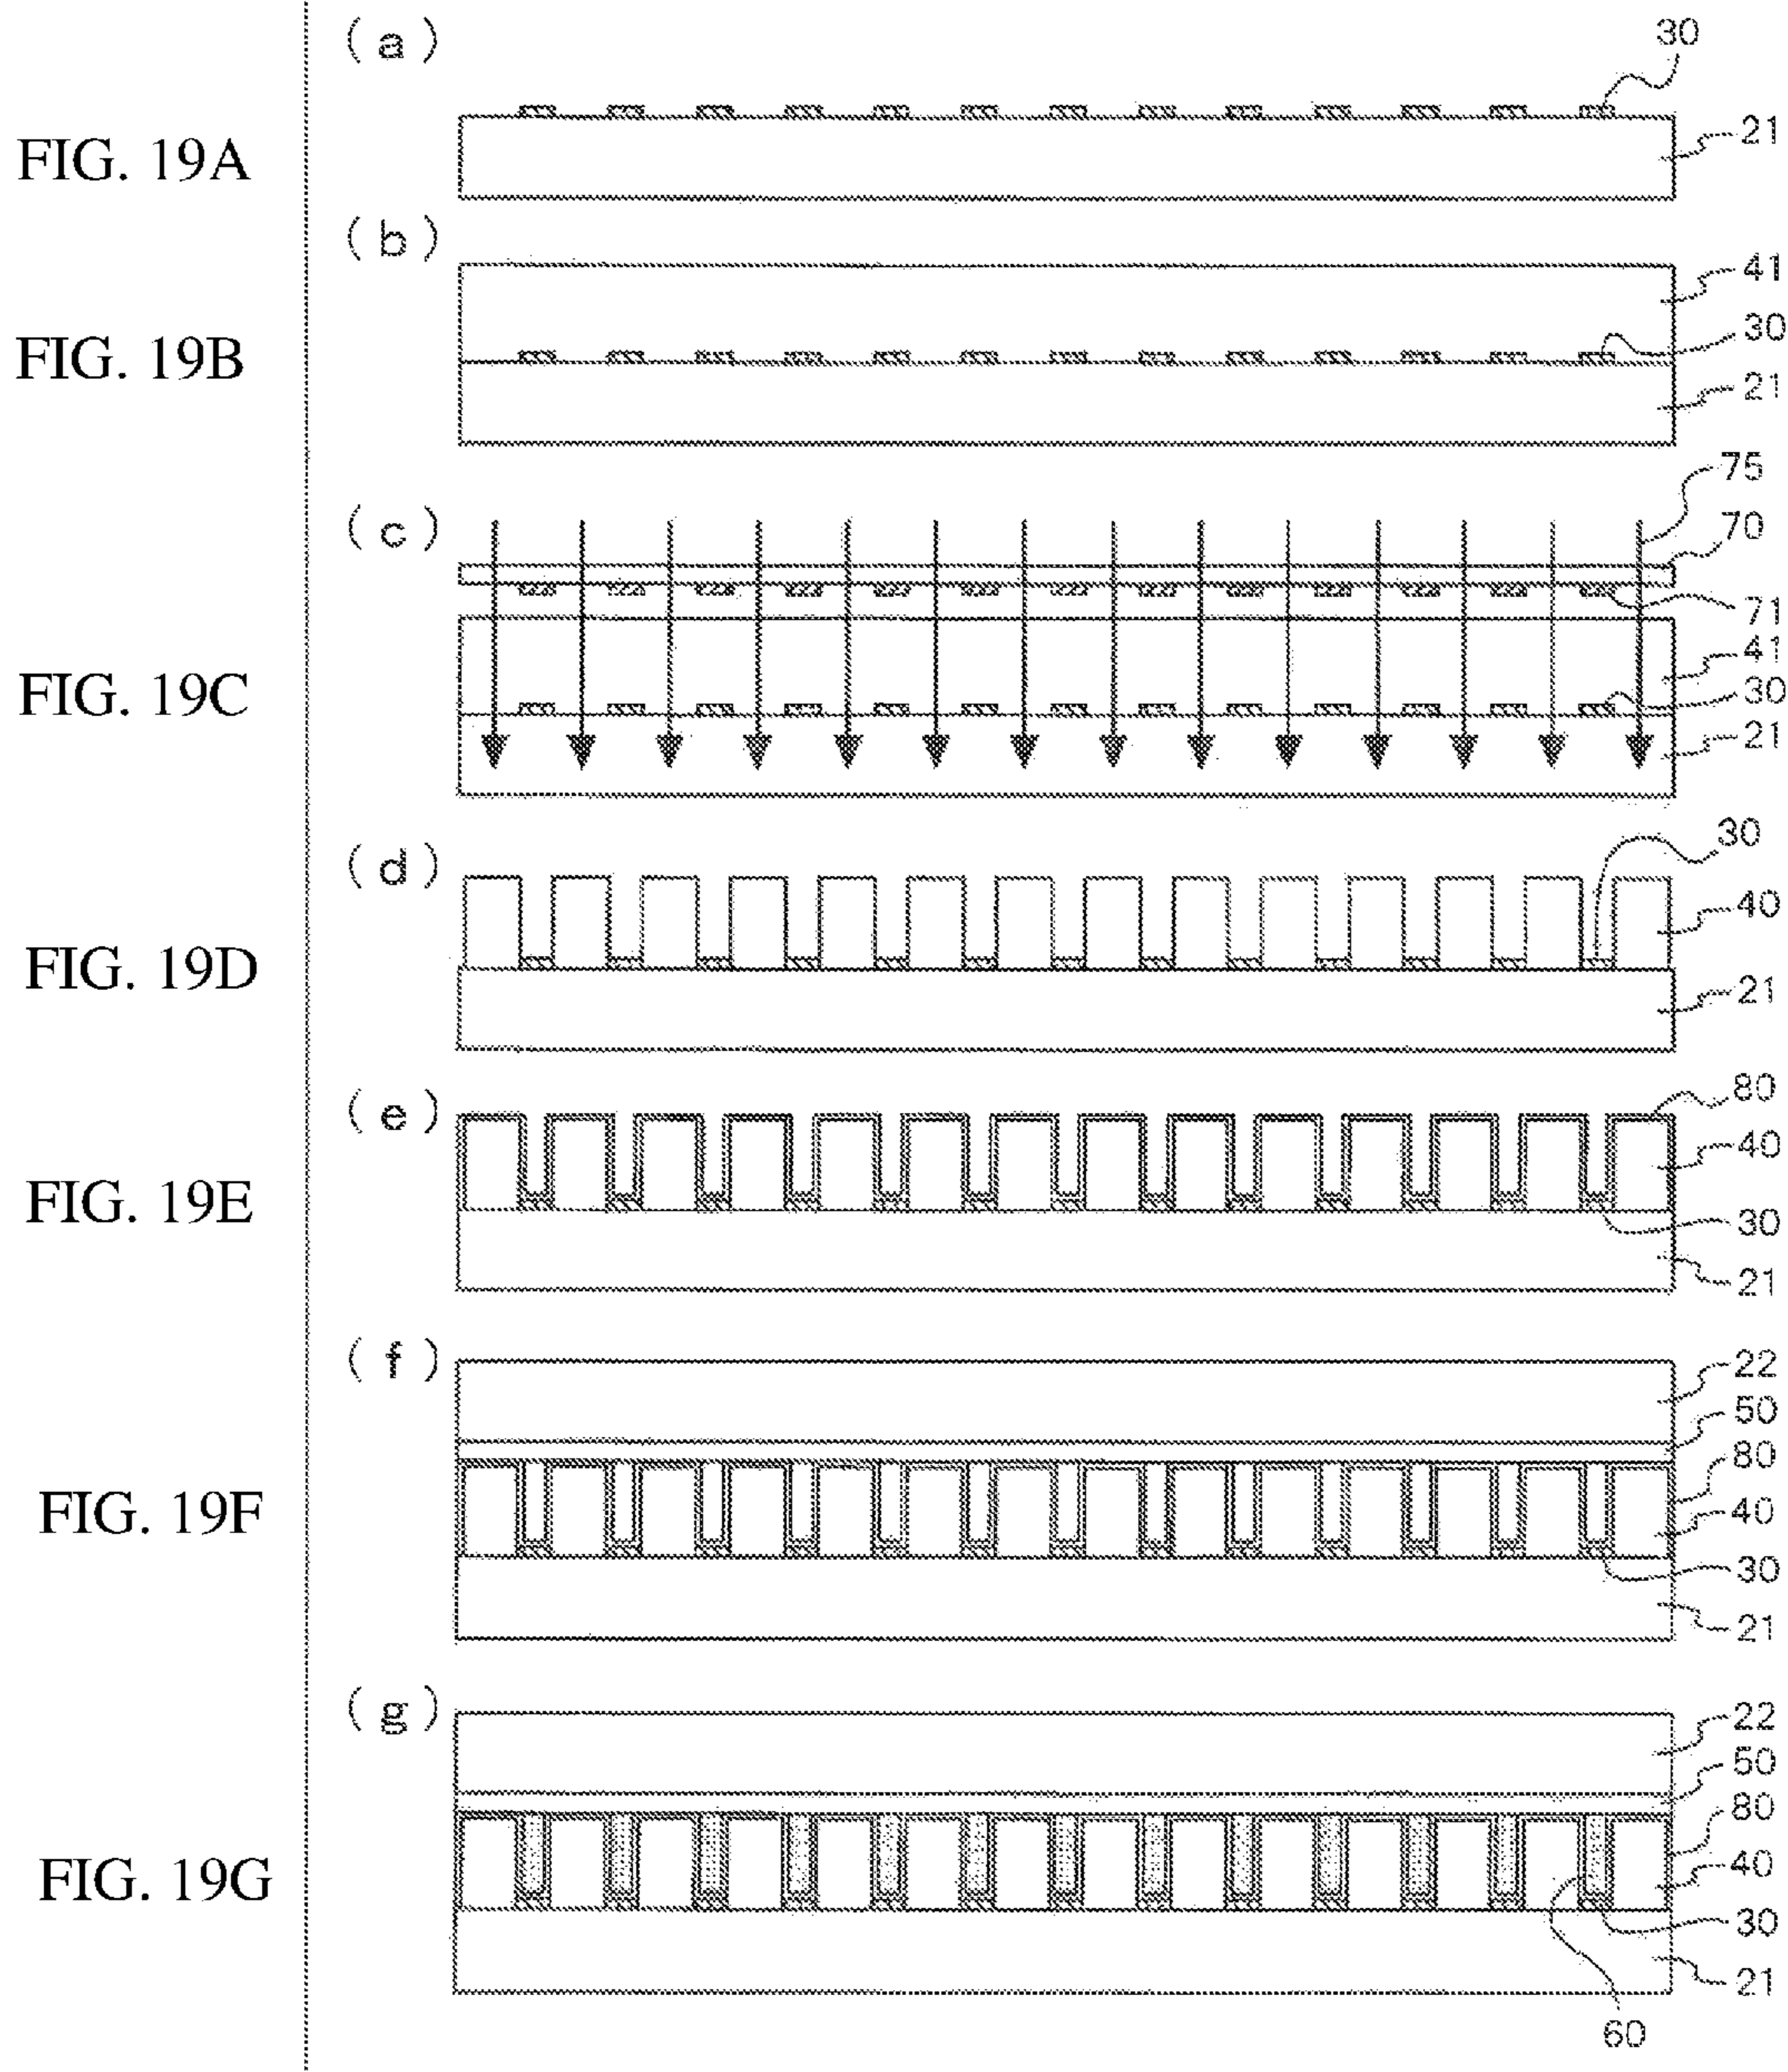 (a)
30
FIG. 19A
21
(b)
41
30
FIG. 19B
21
75
(c)
70
71
41
FIG. 19C
30
21
30
(d)
40
FIG. 19D
21
80
(e)
40
FIG. 19E
30
21
(f)
22
50
80
FIG. 19F
40
30
21
(g)
22
50
80
FIG. 19G
40
30
21
60